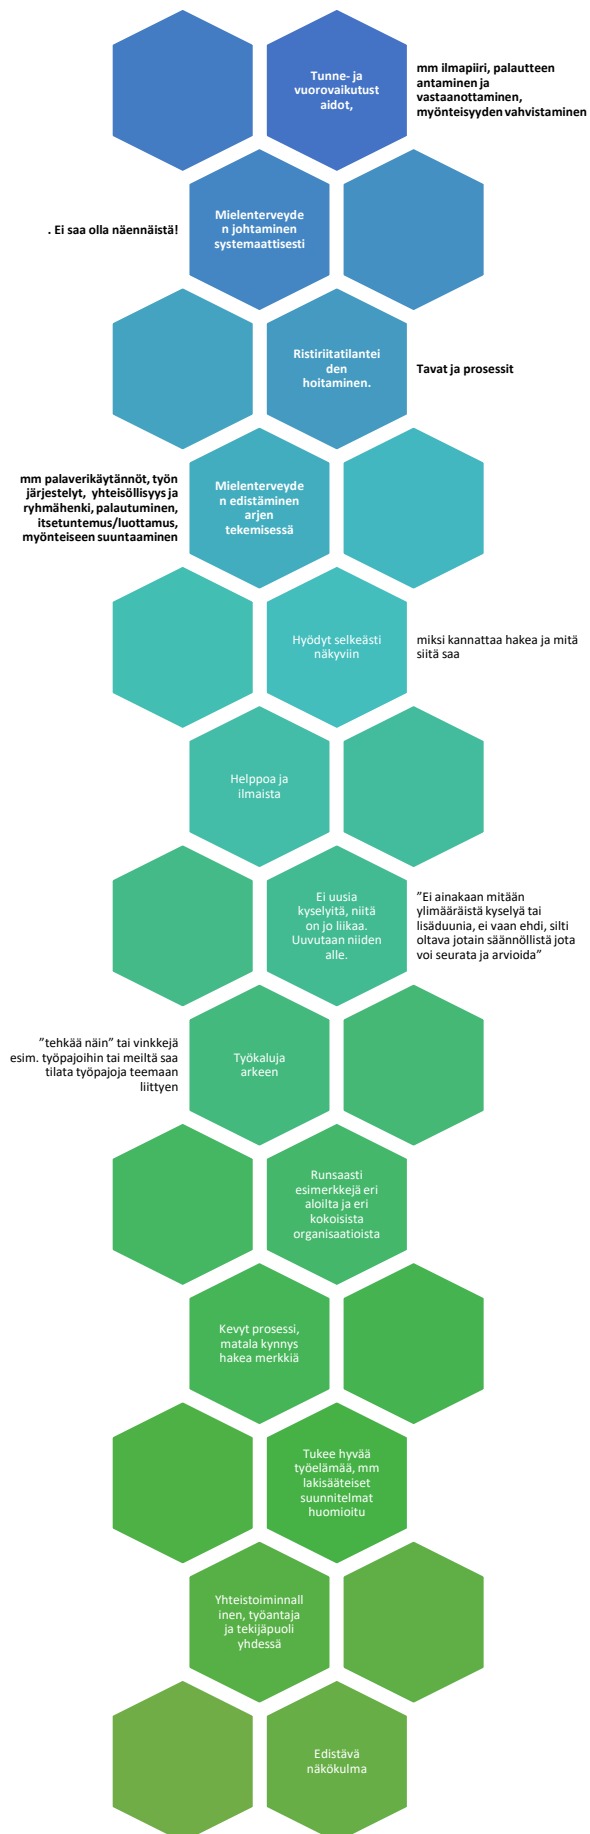 Tunne- ja
vuorovaikutust
aidot,
mm ilmapiiri, palautteen
antaminen ja
vastaanottaminen,
myönteisyyden vahvistaminen
. Ei saa olla näennäistä!
Mielenterveyde
n johtaminen
systemaattisesti
Ristiriitatilantei
den
hoitaminen.
Tavat ja prosessit
mm palaverikäytännöt, työn
järjestelyt, yhteisöllisyys ja
ryhmähenki, palautuminen,
itsetuntemus/luottamus,
myönteiseen suuntaaminen
Mielenterveyde
n edistäminen
arjen
tekemisessä
Hyödyt selkeästi
näkyviin
miksi kannattaa hakea ja mitä
siitä saa
Helppoa ja
ilmaista
Ei uusia
kyselyitä, niitä
on jo liikaa.
Uuvutaan niiden
alle.
”Ei ainakaan mitään
ylimääräistä kyselyä tai
lisäduunia, ei vaan ehdi, silti
oltava jotain säännöllistä jota
voi seurata ja arvioida”
”tehkää näin” tai vinkkejä
esim. työpajoihin tai meiltä saa
tilata työpajoja teemaan
liittyen
Työkaluja
arkeen
Runsaasti
esimerkkejä eri
aloilta ja eri
kokoisista
organisaatioista
Kevyt prosessi,
matala kynnys
hakea merkkiä
Tukee hyvää
työelämää, mm
lakisääteiset
suunnitelmat
huomioitu
Yhteistoiminnall
inen, työantaja
ja tekijäpuoli
yhdessä
Edistävä
näkökulma